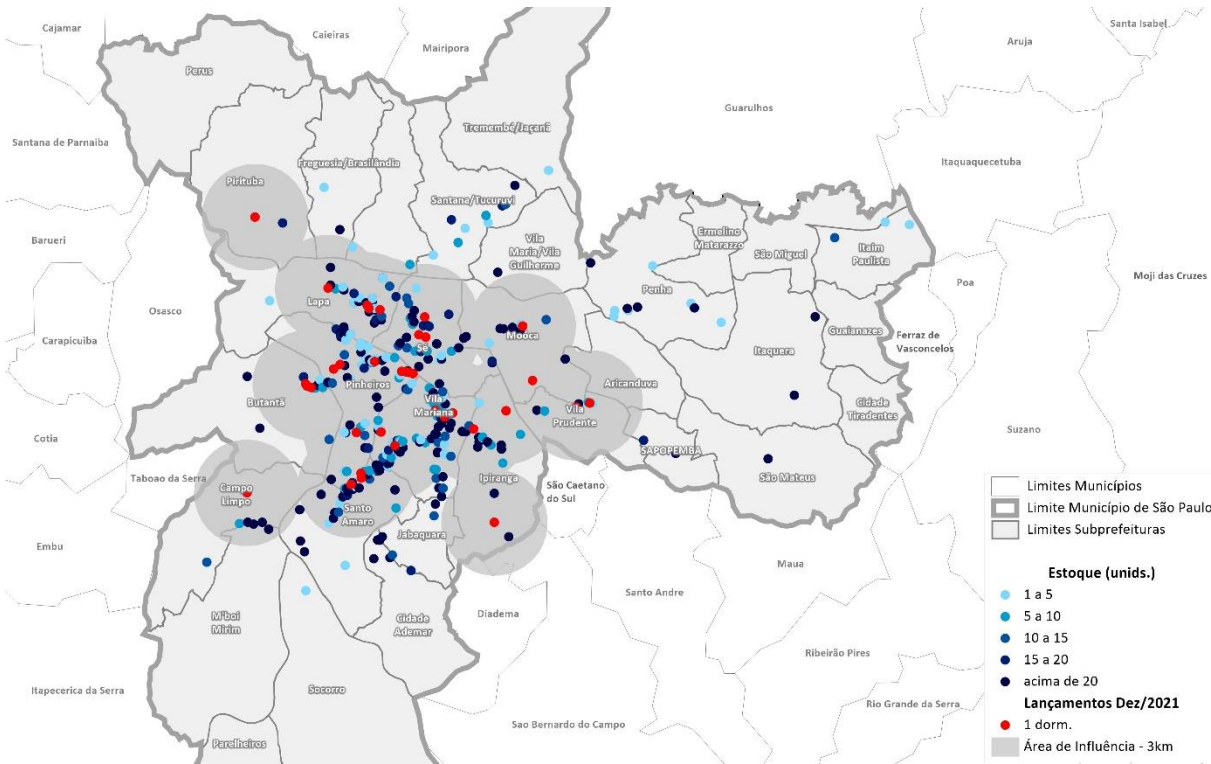 Cajamar
Caieiras
Mairipora
Santa Isabel
Aruja
Perus
Guarulhos
Tremembé/Jaçanã
Santana de Parnaiba
Freguesia/Brasilândia
Itaquaquecetuba
Pirituba
Santana/Tucuruvi
Barueri
Vila
Maria/Vila
Guilherme
Ermelino
Matarazzo
São Miguel
Itaim
Paulista
Penha
Poa
Moji das Cruzes
Osasco
Lapa
Carapicuiba
Sé
Mooca
Itaquera
Guaianazes
Ferraz de
Vasconcelos
Pinheiros
Aricanduva
Butantã
Vila
Mariana
Vila
Prudente
Cidade
Tiradentes
Cotia
Suzano
SAPOPEMBA
São Mateus
Taboao da Serra
Campo
Limpo
Ipiranga
São Caetano
do Sul
Santo
Amaro
Jabaquara
Embu
Maua
Santo Andre
Diadema
M'boi
Mirim
Cidade
Ademar
Ribeirão Pires
Itapecerica da Serra
Socorro
Rio Grande da Serra
Sao Bernardo do Campo
Parelheiros
Limites Municípios
Limite Município de São Paulo
Limites Subprefeituras
Estoque (unids.)
1 a 5
5 a 10
10 a 15
15 a 20
acima de 20
Lançamentos Dez/2021
1 dorm.
Área de Influência - 3km